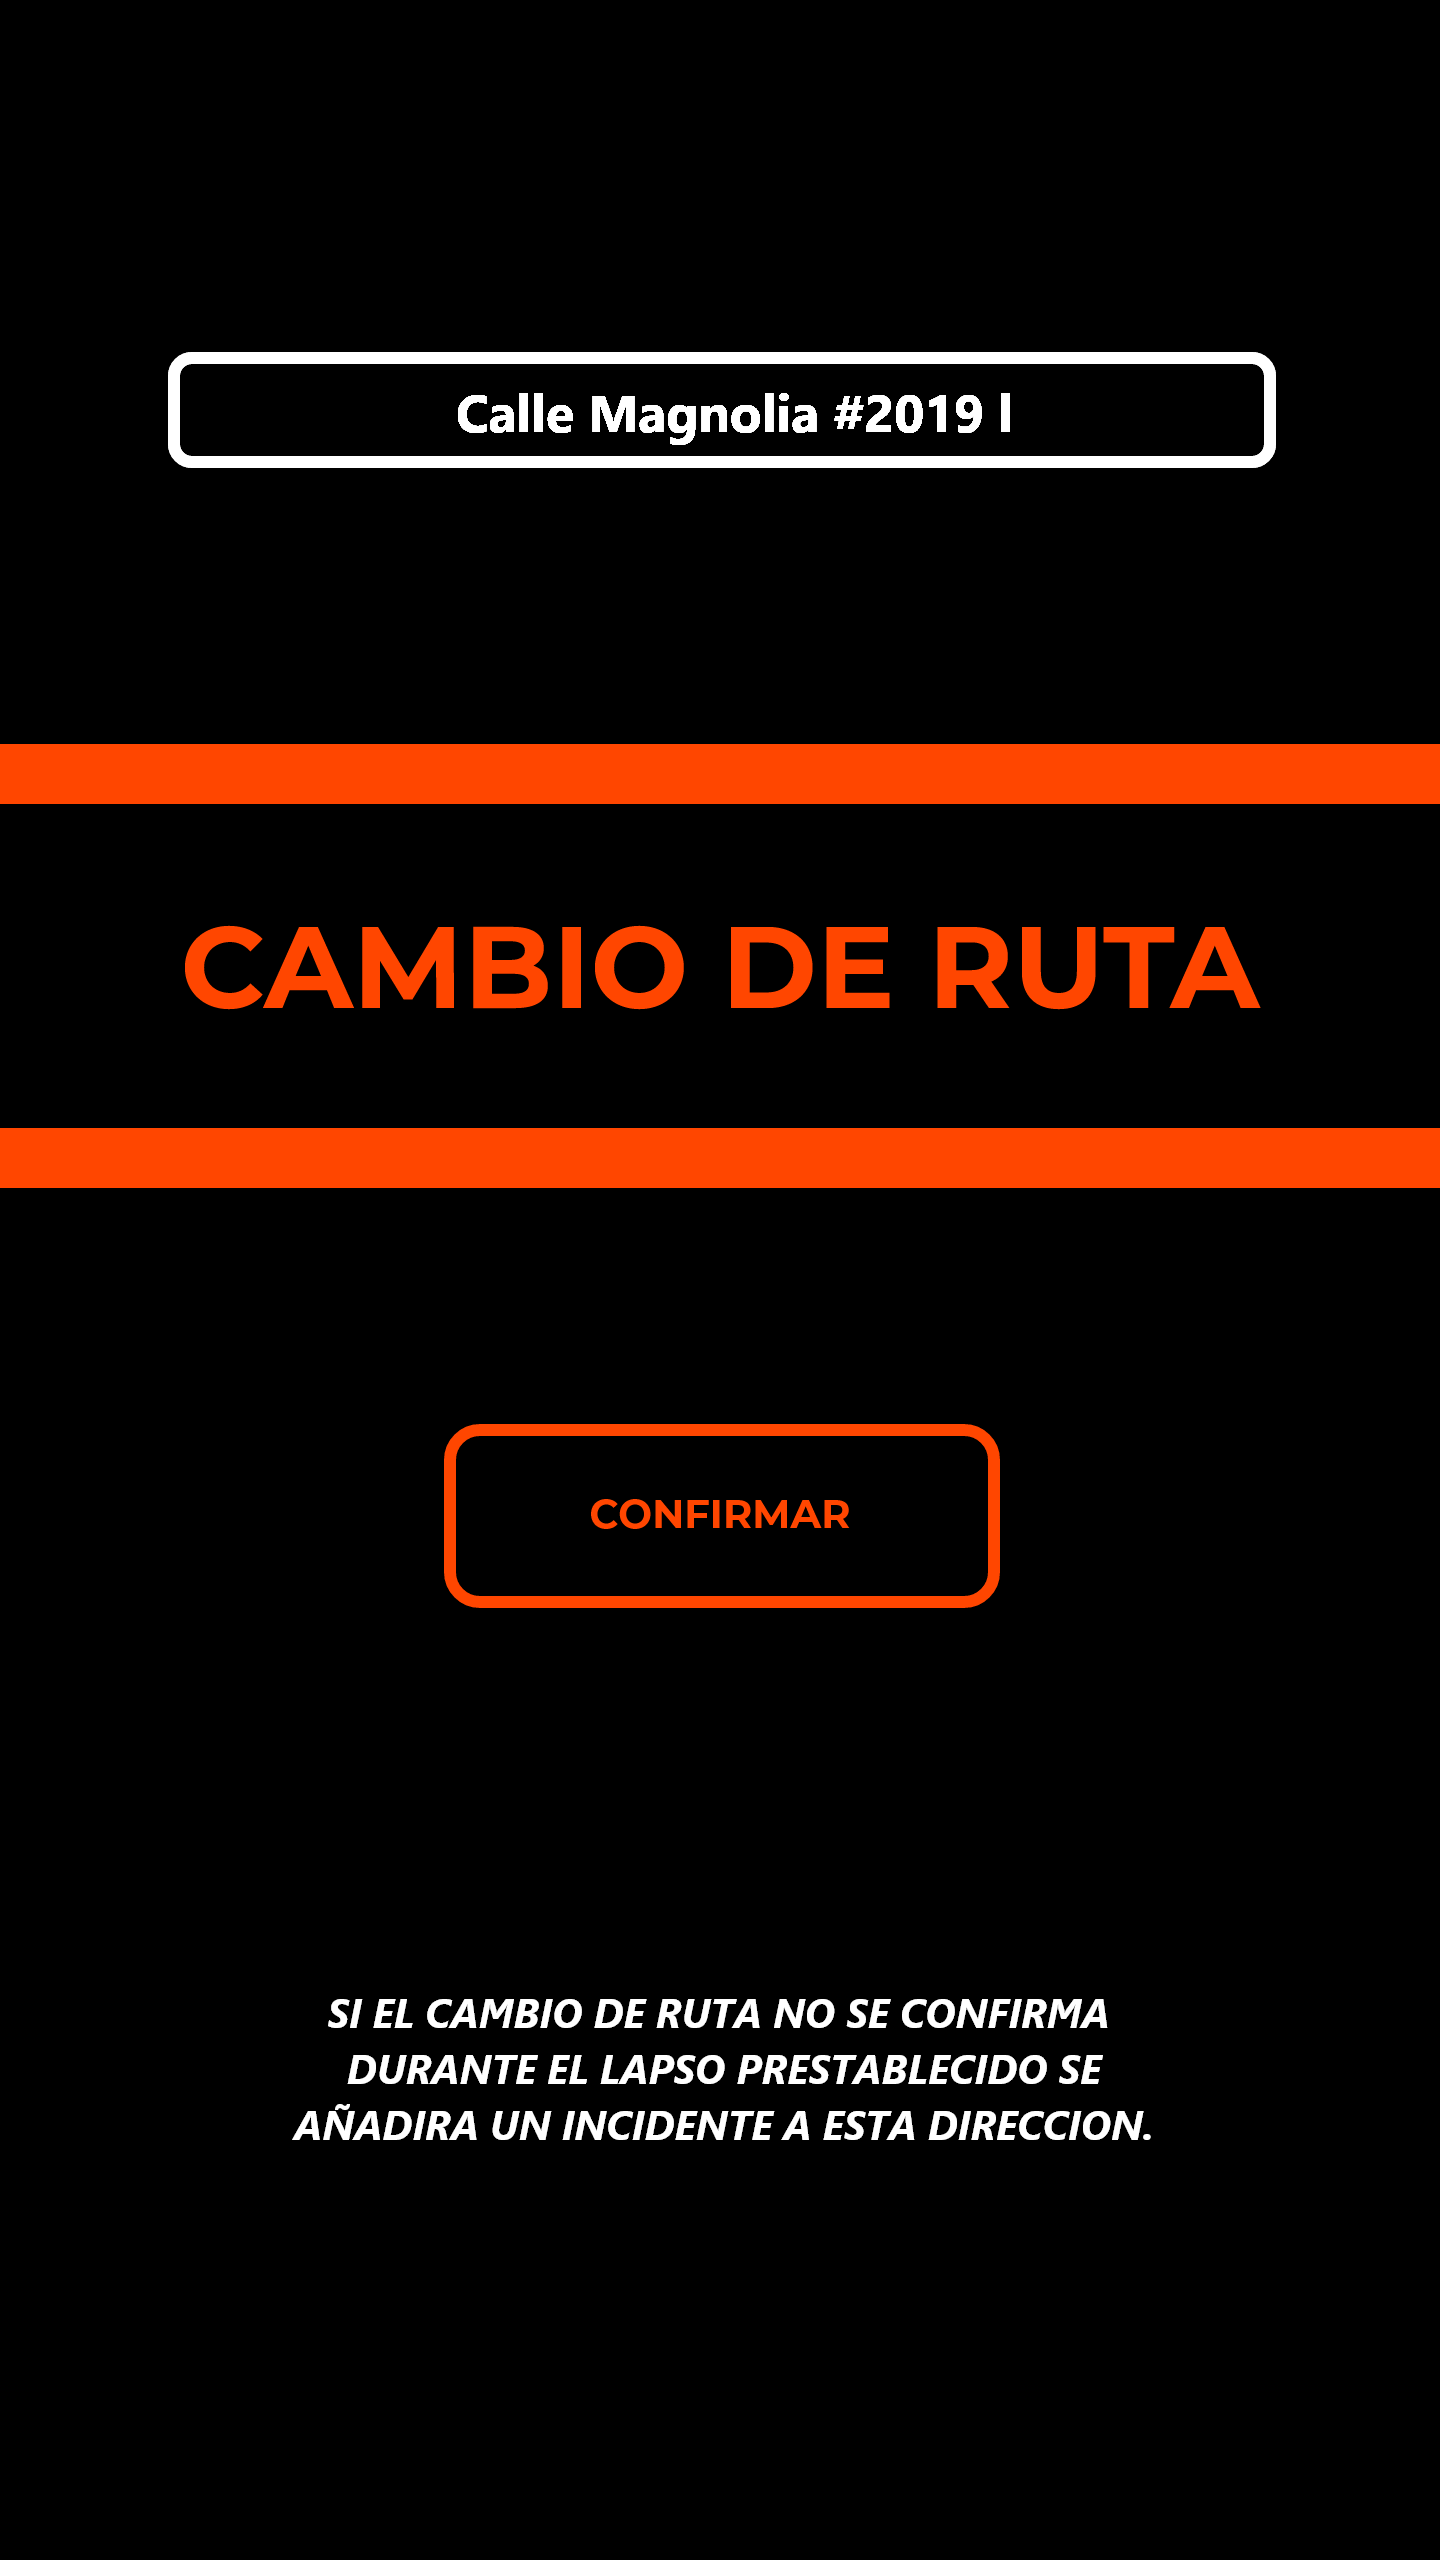 Calle Magnolia #2019 l
CAMBIO DE RUTA
CONFIRMAR
SI EL CAMBIO DE RUTA NO SE CONFIRMA
DURANTE EL LAPSO PRESTABLECIDO SE
AÑADIRA UN INCIDENTE A ESTA DIRECCION.